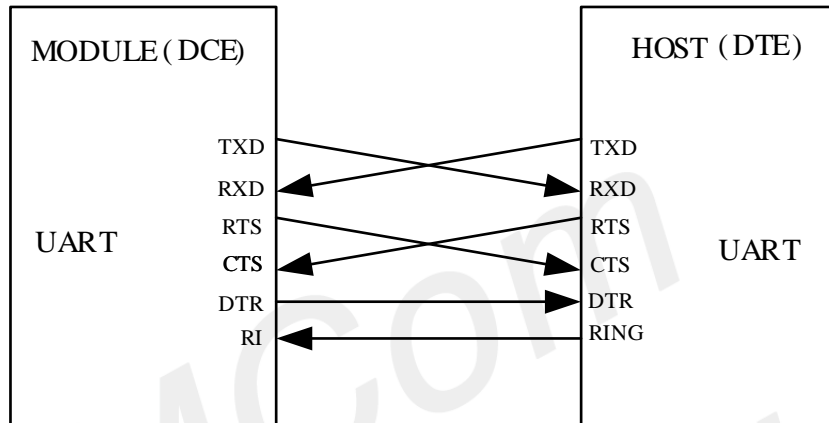 MODULE(DCE)
TXD
RXD
RTS
CTS
DTR
RI
UART
HOST (DTE)
TXD
RXD
RTS
CTS
DTR
RING
UART